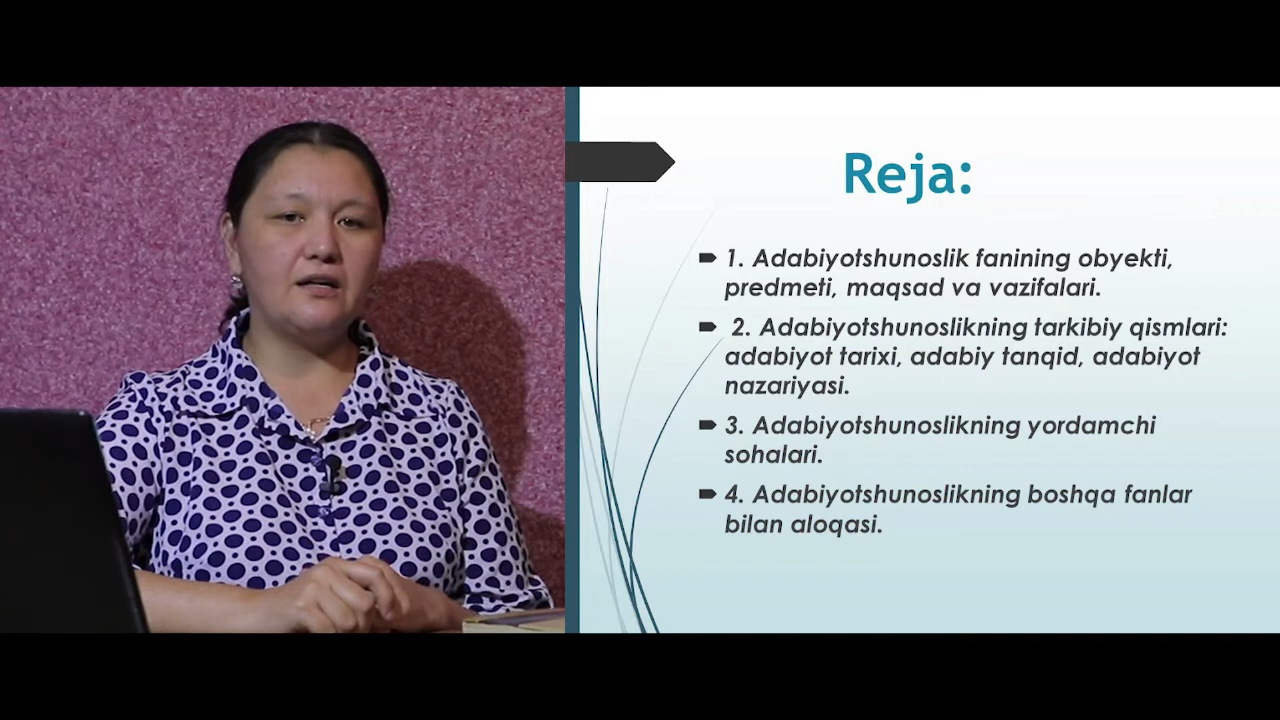 Reja:
1. Adabiyotshunoslik fanining obyekti,
predmeti, maqsad va vazifalari.
2. Adabiyotshunoslikning tarkibiy qismlari:
adabiyot tarixi, adabiy tanqid, adabiyot
nazariyasi.
3. Adabiyotshunoslikning yordamchi
sohalari.
4. Adabiyotshunoslikning boshqa fanlar
bilan aloqasi.